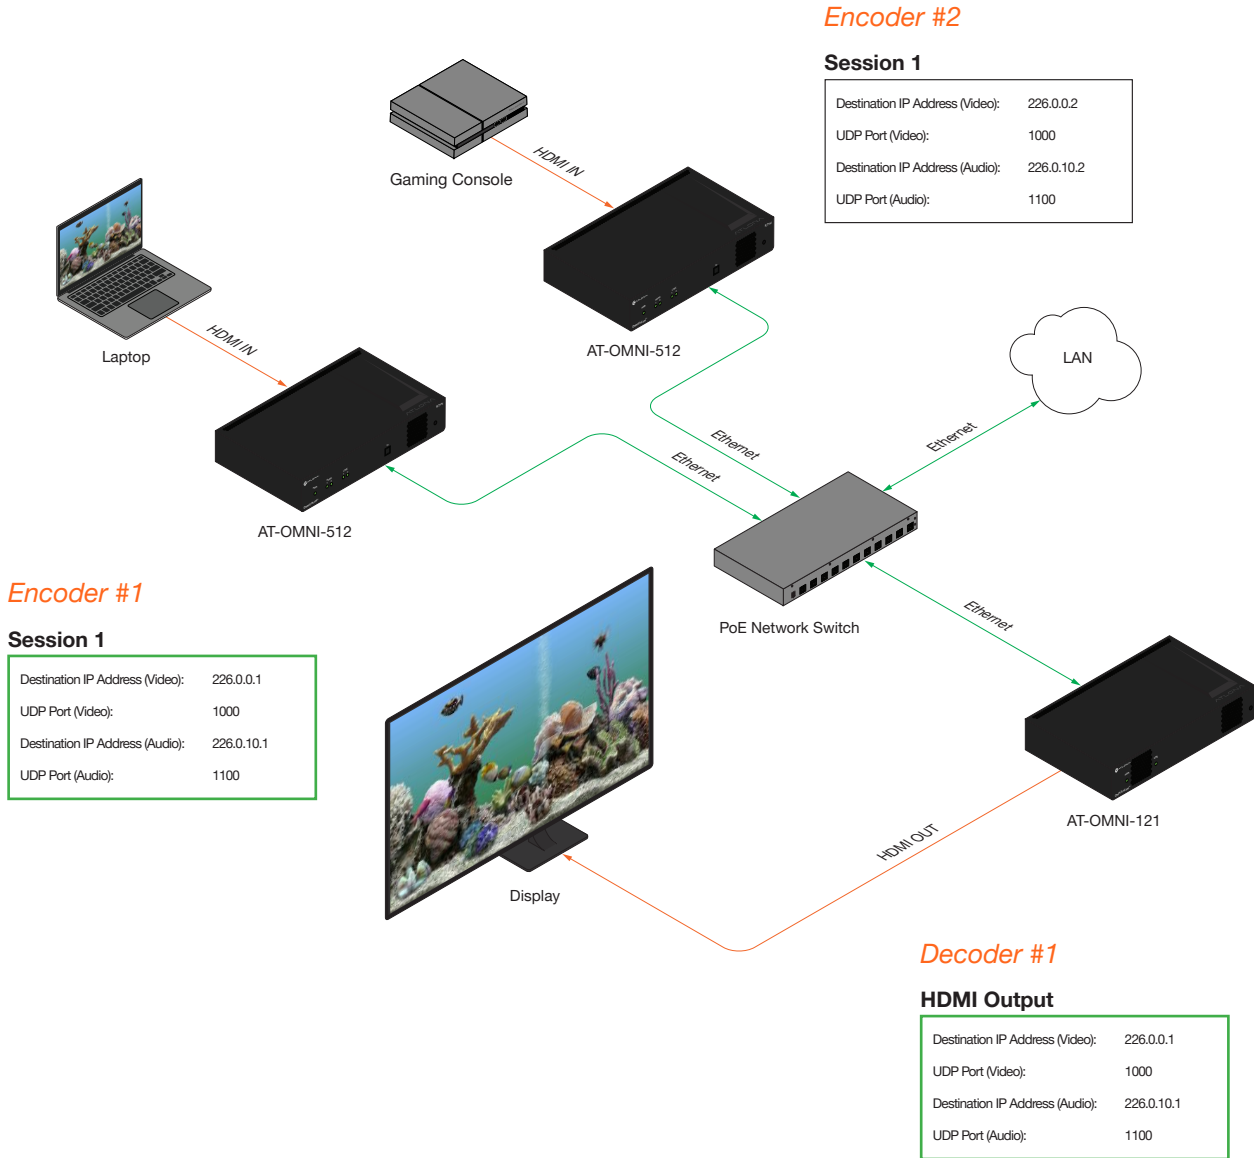 Encoder #2
Session 1
Destination IP Address (Video): 226.0.0.2
UDP Port (Video): 1000
Destination IP Address (Audio): 226.0.10.2
UDP Port (Audio): 1100
HDMI IN
Gaming Console
HDMI IN
Laptop
AT-OMNI-512
LAN
Ethernet
Ethernet
Ethernet
AT-OMNI-512
PoE Network Switch
Ethernet
Encoder #1
Session 1
Destination IP Address (Video): 226.0.0.1
UDP Port (Video): 1000
Destination IP Address (Audio): 226.0.10.1
UDP Port (Audio): 1100
AT-OMNI-121
HDMI OUT
Display
Decoder #1
HDMI Output
Destination IP Address (Video): 226.0.0.1
UDP Port (Video): 1000
Destination IP Address (Audio): 226.0.10.1
UDP Port (Audio): 1100